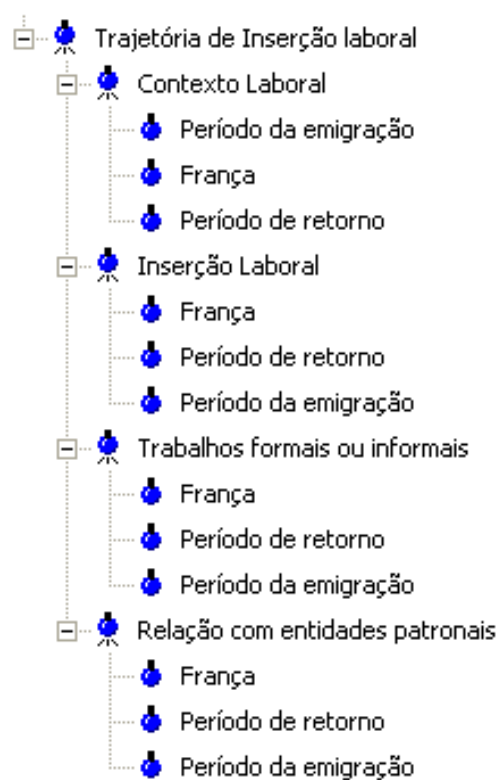 Trajetória de Inserção laboral
Contexto Laboral
Período da emigração
França
Período de retorno
Inserção Laboral
França
Período de retorno
Período da emigração
Trabalhos formais ou informais
França
Período de retorno
Período da emigração
Relação com entidades patronais
França
Período de retorno
Período da emigração